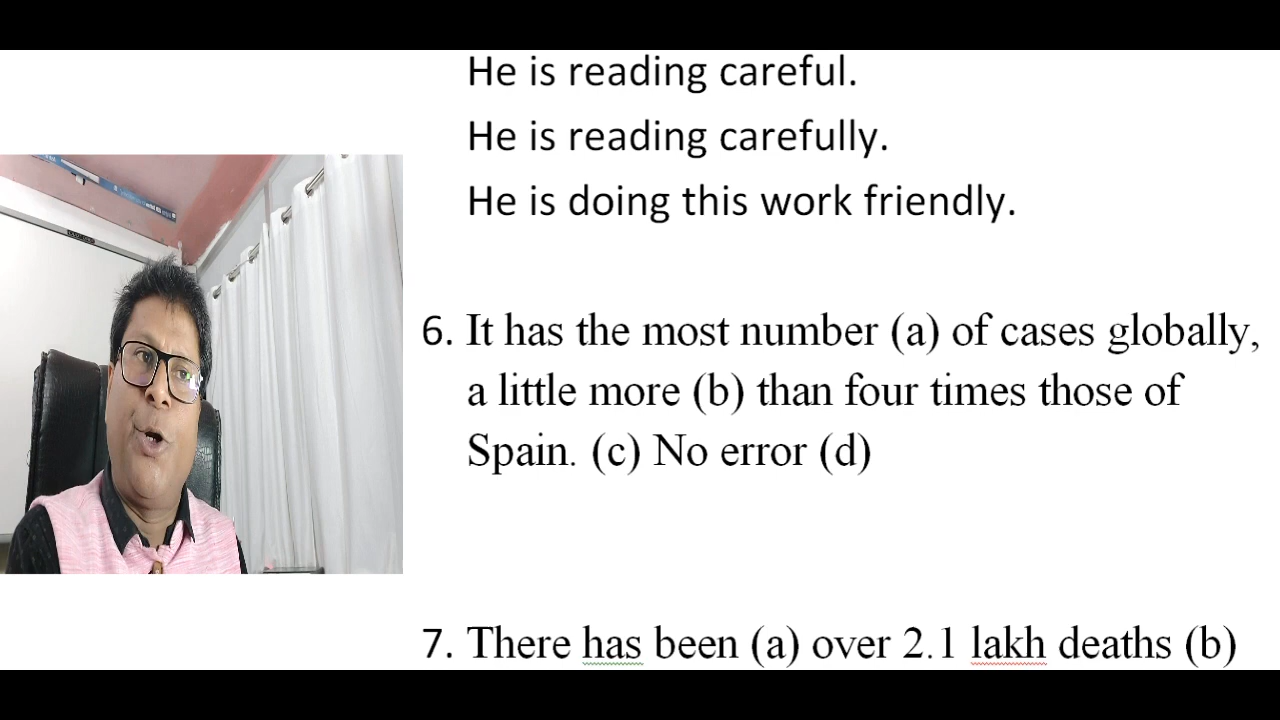 He is reading careful.
He is reading carefully.
He is doing this work friendly.
6. It has the most number (a) of cases globally,
a little more (b) than four times those of
Spain. (c) No error (d)
7. There has been (a) over 2.1 lakh deaths (b)